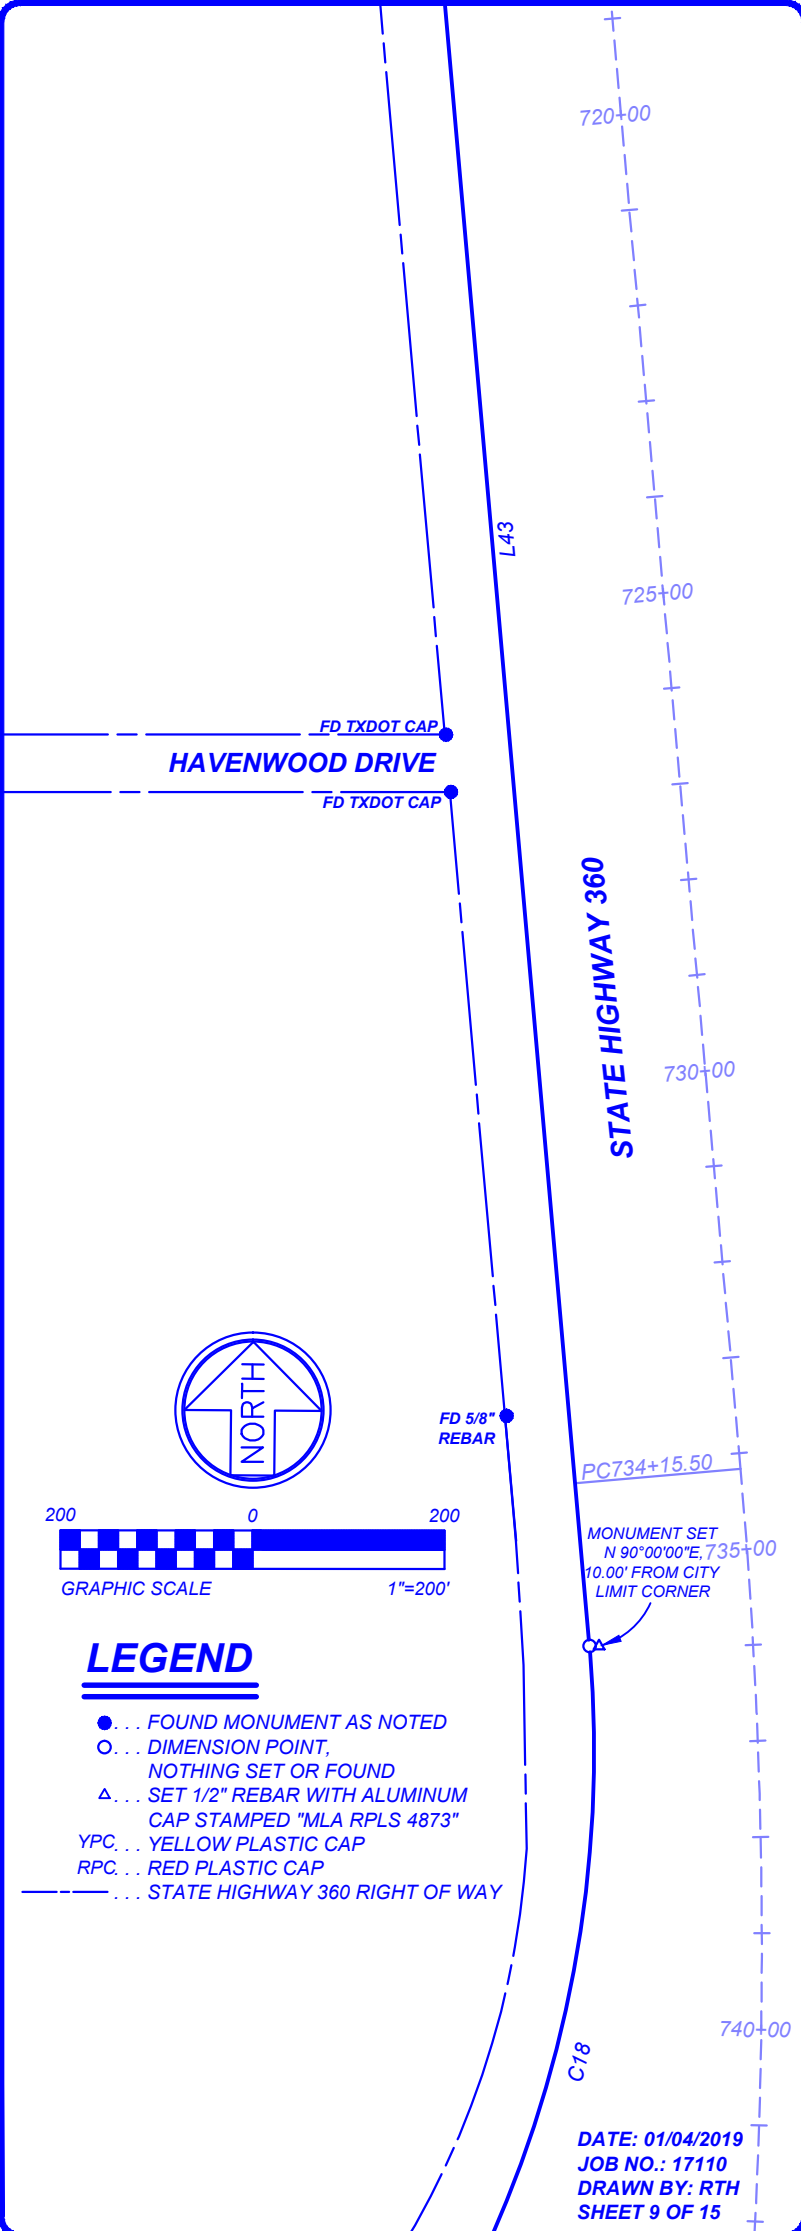 720+00
L43
725+00
FD TXDOT CAP
HAVENWOOD DRIVE
FD TXDOT CAP
STATE HIGHWAY 360
730+00
NORTH
FD 5/8"
REBAR
PC734+15.50
200 0 200
GRAPHIC SCALE 1"=200'
MONUMENT SET
N 90°00'00"E,
10.00' FROM CITY
LIMIT CORNER
735+00
LEGEND
. . . FOUND MONUMENT AS NOTED
. . . DIMENSION POINT,
NOTHING SET OR FOUND
. . . SET 1/2" REBAR WITH ALUMINUM
CAP STAMPED "MLA RPLS 4873"
YPC. . . YELLOW PLASTIC CAP
RPC. . . RED PLASTIC CAP
. . . STATE HIGHWAY 360 RIGHT OF WAY
740+00
C18
DATE: 01/04/2019
JOB NO.: 17110
DRAWN BY: RTH
SHEET 9 OF 15